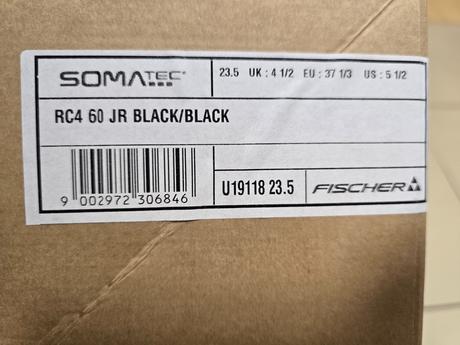 SOMATEC
23.5 UK : 4 1/2 EU : 37 1/3 US : 5 1/2
RC4 60 JR BLACK/BLACK
9 002972 306846
U19118 23.5
FISCHER